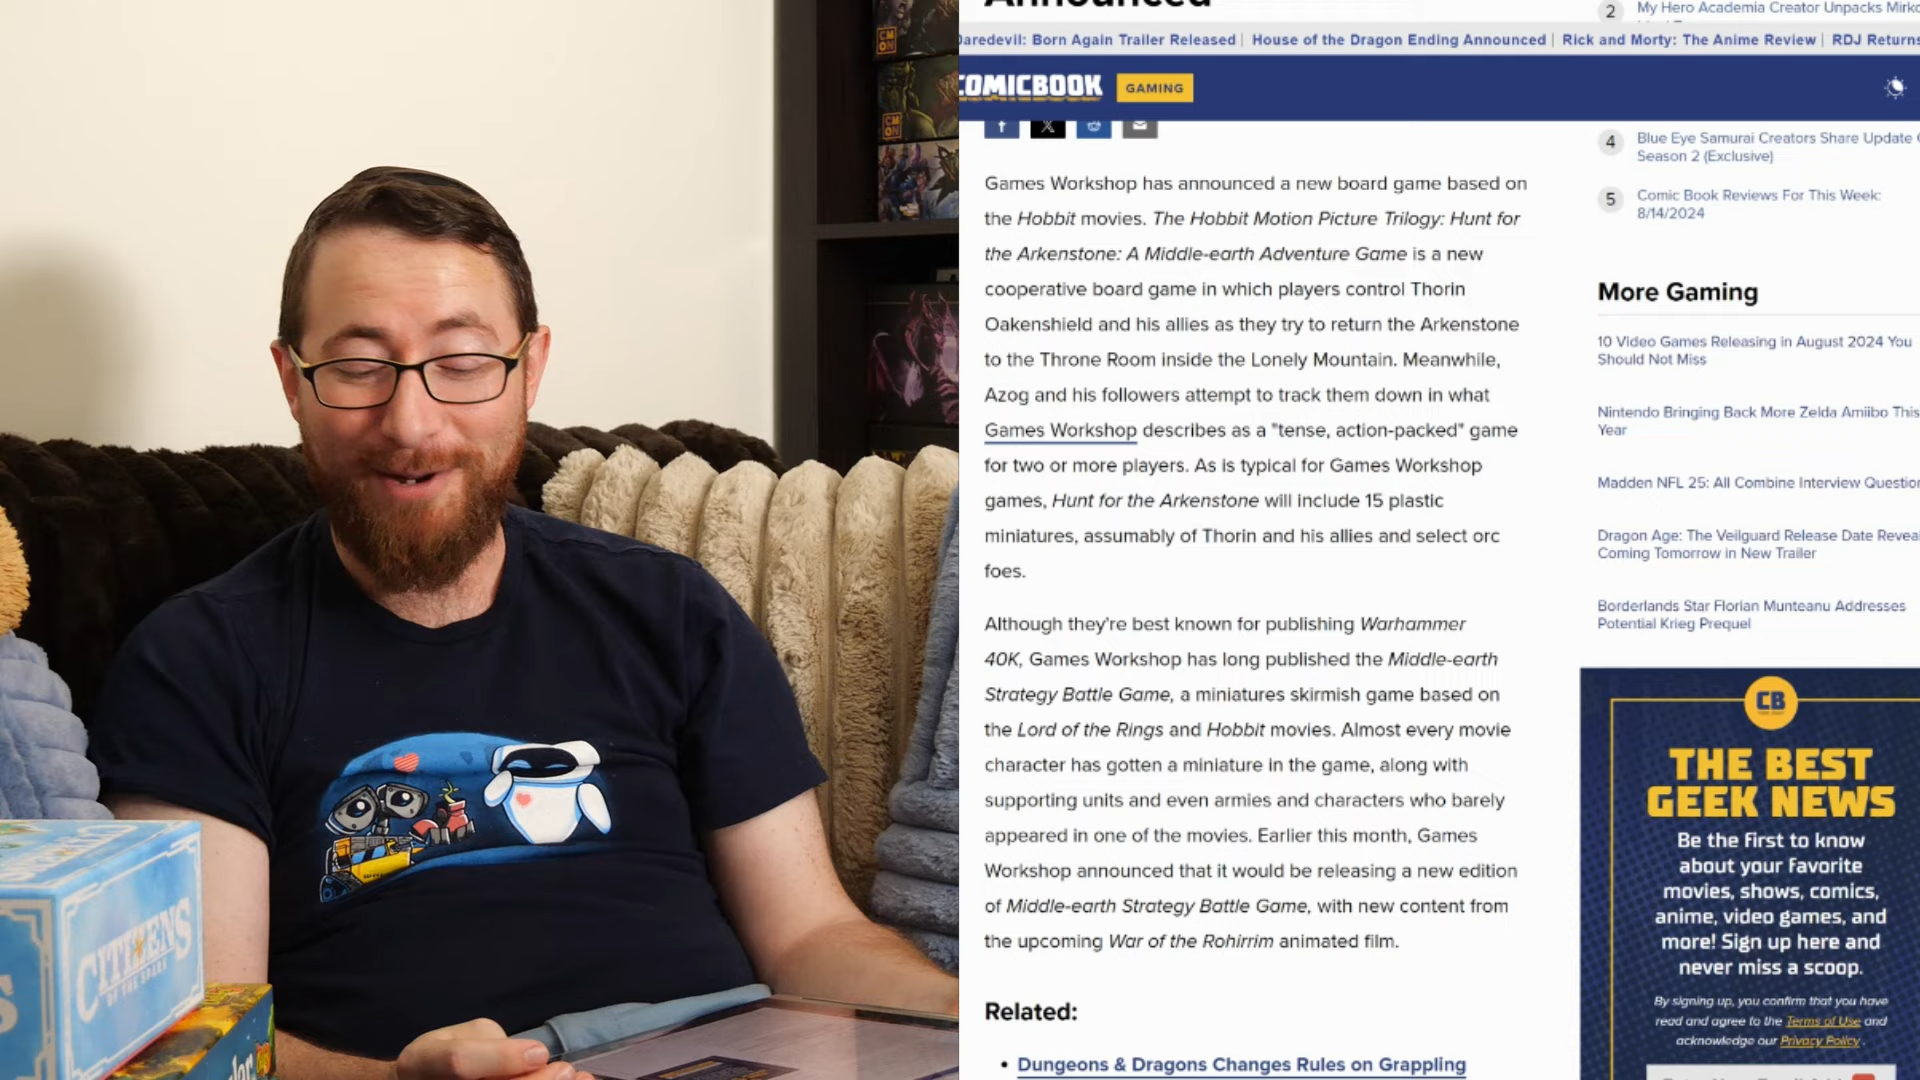 CM
ON
CM
ON
CITIZENS
OF THE SPARK
Announced
Daredevil: Born Again Trailer Released | House of the Dragon Ending Announced | Rick and Morty: The Anime Review | RDJ Returns
COMICBOOK GAMING
Games Workshop has announced a new board game based on
the Hobbit movies. The Hobbit Motion Picture Trilogy: Hunt for
the Arkenstone: A Middle-earth Adventure Game is a new
cooperative board game in which players control Thorin
Oakenshield and his allies as they try to return the Arkenstone
to the Throne Room inside the Lonely Mountain. Meanwhile,
Azog and his followers attempt to track them down in what
Games Workshop describes as a "tense, action-packed" game
for two or more players. As is typical for Games Workshop
games, Hunt for the Arkenstone will include 15 plastic
miniatures, assumably of Thorin and his allies and select orc
foes.
Although they're best known for publishing Warhammer
40K, Games Workshop has long published the Middle-earth
Strategy Battle Game, a miniatures skirmish game based on
the Lord of the Rings and Hobbit movies. Almost every movie
character has gotten a miniature in the game, along with
supporting units and even armies and characters who barely
appeared in one of the movies. Earlier this month, Games
Workshop announced that it would be releasing a new edition
of Middle-earth Strategy Battle Game, with new content from
the upcoming War of the Rohirrim animated film.
Related:
• Dungeons & Dragons Changes Rules on Grappling
2 My Hero Academia Creator Unpacks Mirko
4 Blue Eye Samurai Creators Share Update
Season 2 (Exclusive)
5 Comic Book Reviews For This Week:
8/14/2024
More Gaming
10 Video Games Releasing in August 2024 You
Should Not Miss
Nintendo Bringing Back More Zelda Amiibo This
Year
Madden NFL 25: All Combine Interview Question
Dragon Age: The Veilguard Release Date Reveal
Coming Tomorrow in New Trailer
Borderlands Star Florian Munteanu Addresses
Potential Krieg Prequel
CB
THE BEST
GEEK NEWS
Be the first to know
about your favorite
movies, shows, comics,
anime, video games, and
more! Sign up here and
never miss a scoop.
By signing up, you confirm that you have
read and agree to the Terms of Use and
acknowledge our Privacy Policy.